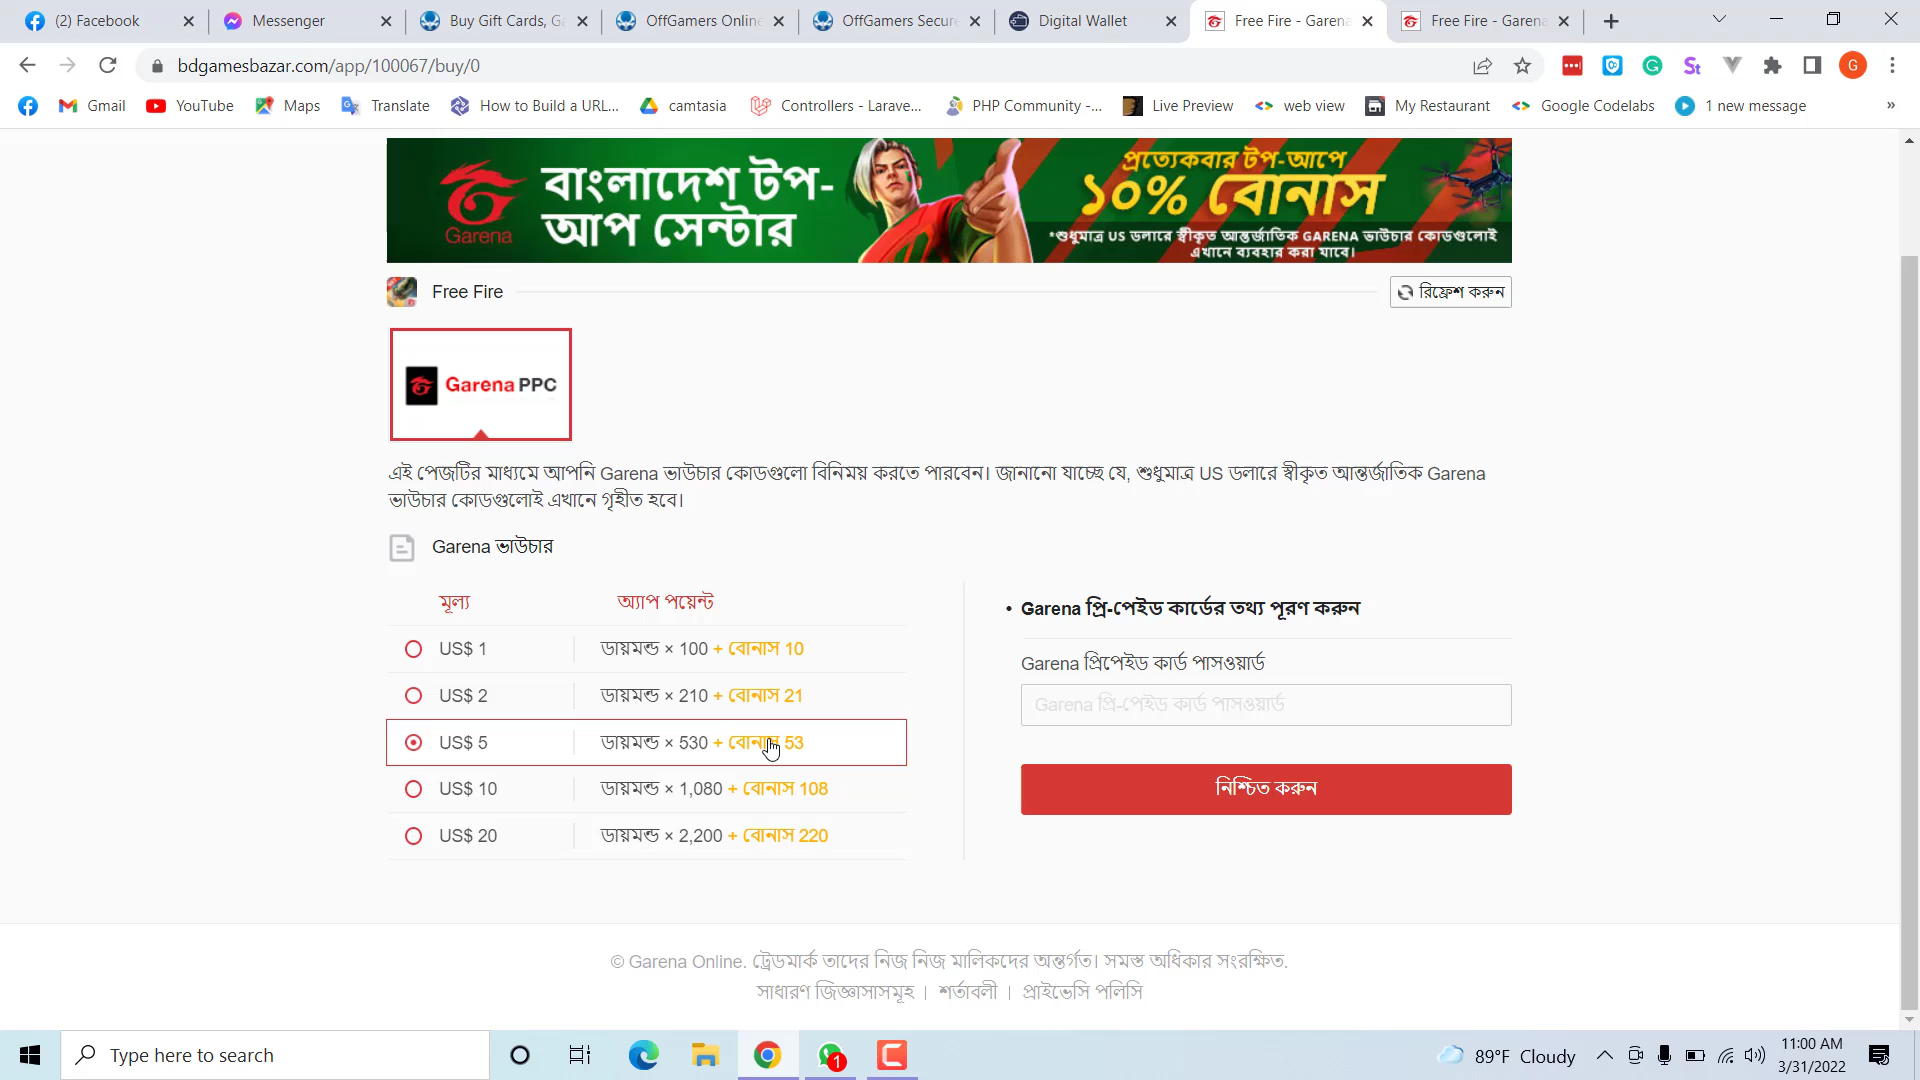 (2) Facebook
Messenger
Buy Gift Cards, Ga
OffGamers Online
OffGamers Secure
Digital Wallet
Free Fire - Garena
Free Fire - Garena
bdgamesbazar.com/app/100067/buy/0
G
Gmail
YouTube
Maps
Translate
How to Build a URL...
camtasia
Controllers - Larave...
PHP Community -...
Live Preview
web view
My Restaurant
Google Codelabs
1 new message
Garena
বাংলাদেশ টপ-
আপ সেন্টার
প্রত্যেকবার টপ-আপে
১০% বোনাস
*শুধুমাত্র US ডলারে স্বীকৃত আন্তর্জাতিক GARENA ভাউচার কোডগুলোই
এখানে ব্যবহার করা যাবে।
Free Fire
রিফ্রেশ করুন
Garena PPC
এই পেজটির মাধ্যমে আপনি Garena ভাউচার কোডগুলো বিনিময় করতে পারবেন। জানানো যাচ্ছে যে, শুধুমাত্র US ডলারে স্বীকৃত আন্তর্জাতিক Garena
ভাউচার কোডগুলোই এখানে গৃহীত হবে।
Garena ভাউচার
মূল্য অ্যাপ পয়েন্ট
US$ 1 ডায়মন্ড × 100 + বোনাস 10
US$ 2 ডায়মন্ড × 210 + বোনাস 21
US$ 5 ডায়মন্ড × 530 + বোনাস 53
US$ 10 ডায়মন্ড × 1,080 + বোনাস 108
US$ 20 ডায়মন্ড × 2,200 + বোনাস 220
• Garena প্রি-পেইড কার্ডের তথ্য পূরণ করুন
Garena প্রিপেইড কার্ড পাসওয়ার্ড
Garena প্রি-পেইড কার্ড পাসওয়ার্ড
নিশ্চিত করুন
© Garena Online. ট্রেডমার্ক তাদের নিজ নিজ মালিকদের অন্তর্গত। সমস্ত অধিকার সংরক্ষিত.
সাধারণ জিজ্ঞাসাসমূহ | শর্তাবলী | প্রাইভেসি পলিসি
Type here to search
1
89°F Cloudy
11:00 AM
3/31/2022